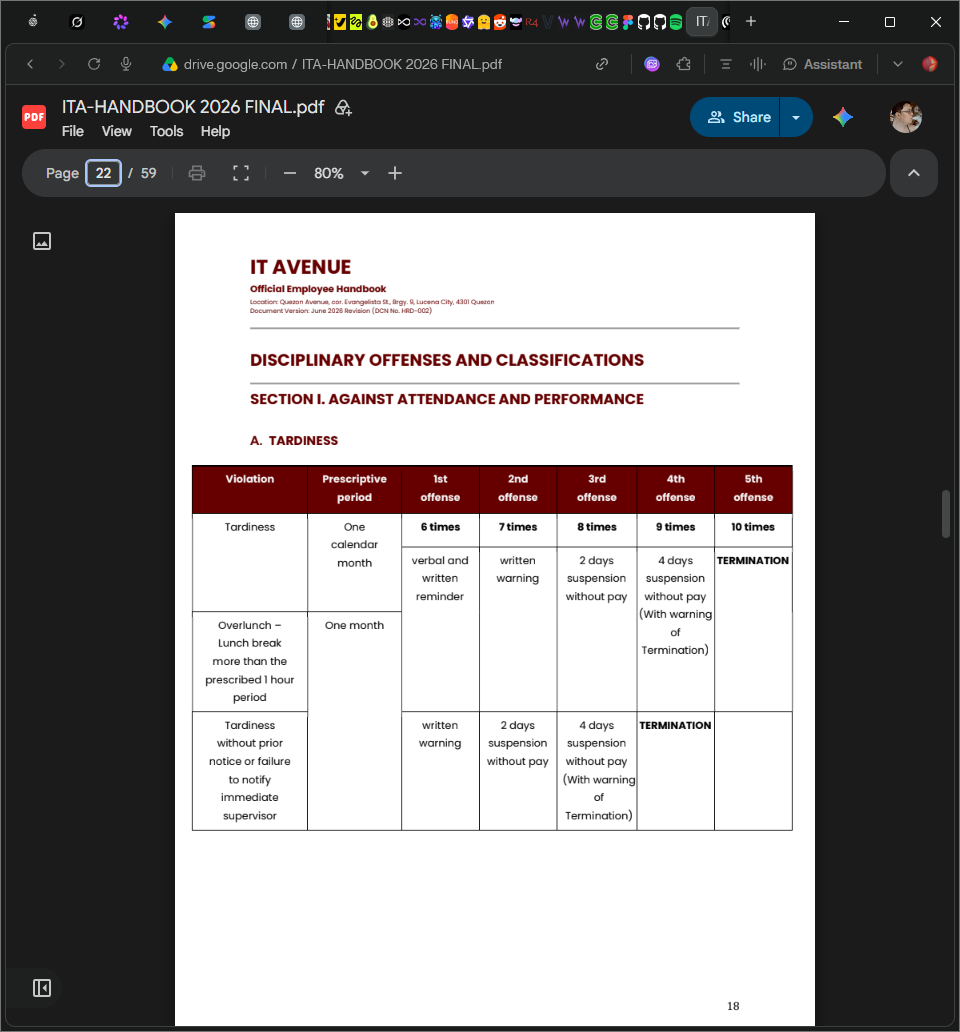 drive.google.com / ITA-HANDBOOK 2026 FINAL.pdf
Assistant
ITA-HANDBOOK 2026 FINAL.pdf
PDF
File View Tools Help
Share
Page 22 / 59
80%
IT AVENUE
Official Employee Handbook
Location: Quezon Avenue, cor. Evangelista St., Brgy. 9, Lucena City, 4301 Quezon
Document Version: June 2026 Revision (DCN No. HRD-002)
DISCIPLINARY OFFENSES AND CLASSIFICATIONS
SECTION I. AGAINST ATTENDANCE AND PERFORMANCE
A. TARDINESS
Violation
Prescriptive
period
1st
offense
2nd
offense
3rd
offense
4th
offense
5th
offense
Tardiness
One
calendar
month
6 times
7 times
8 times
9 times
10 times
verbal and
written
reminder
written
warning
2 days
suspension
without pay
4 days
suspension
without pay
(With warning
of
Termination)
TERMINATION
Overlunch –
Lunch break
more than the
prescribed 1 hour
period
One month
Tardiness
without prior
notice or failure
to notify
immediate
supervisor
written
warning
2 days
suspension
without pay
4 days
suspension
without pay
(With warning
of
Termination)
TERMINATION
18